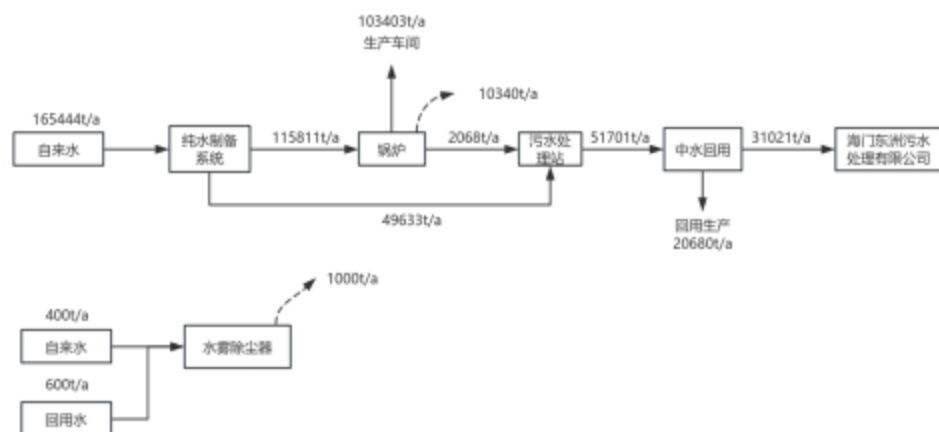 103403t/a
生产车间
10340t/a
165444t/a
自来水
纯水制备
系统
115811t/a
锅炉
2068t/a
污水处
理站
51701t/a
中水回用
31021t/a
海门东洲污水
处理有限公司
49633t/a
回用生产
20680t/a
1000t/a
400t/a
自来水
水雾除尘器
600t/a
回用水